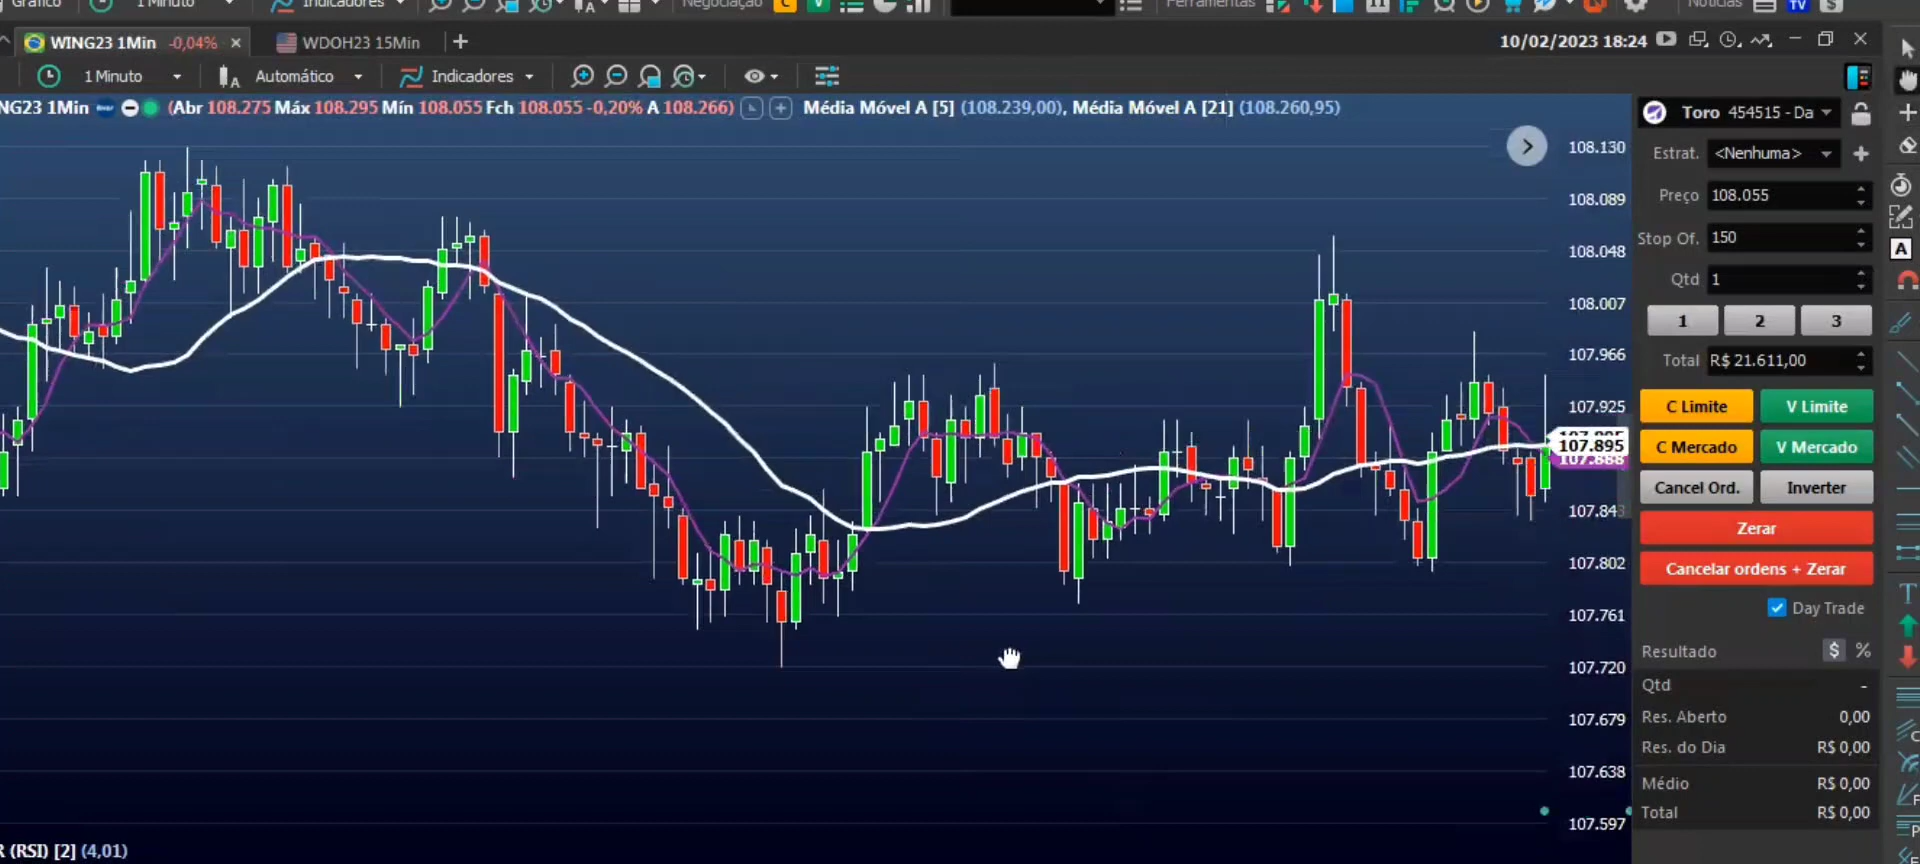 Gráfico 1 Minuto Indicadores Negociação C V Ferramentas Notícias TV $
WING23 1Min -0,04% × WDOH23 15Min + 10/02/2023 18:24
1 Minuto Automático Indicadores
NG23 1Min (Abr 108.275 Máx 108.295 Mín 108.055 Fch 108.055 -0,20% A 108.266) Média Móvel A [5] (108.239,00), Média Móvel A [21] (108.260,95)
108.130
108.089
108.048
108.007
107.966
107.925
107.895
107.888
107.843
107.802
107.761
107.720
107.679
107.638
107.597
R (RSI) [2] (4,01)
Toro 454515 - Da
Estrat. <Nenhuma> +
Preço 108.055
Stop Of. 150
Qtd 1
1 2 3
Total R$ 21.611,00
C Limite V Limite
C Mercado V Mercado
Cancel Ord. Inverter
Zerar
Cancelar ordens + Zerar
Day Trade
Resultado $ %
Qtd -
Res. Aberto 0,00
Res. do Dia R$ 0,00
Médio R$ 0,00
Total R$ 0,00
A
T